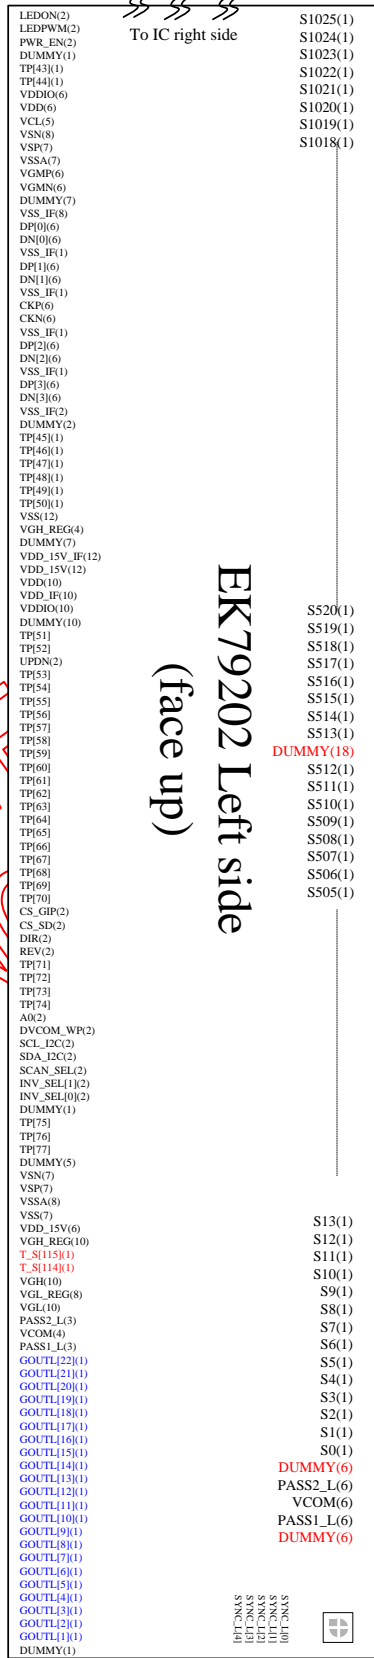 LEDON(2)
LEDPWM(2)
PWR_EN(2)
DUMMY(1)
TP[43](1)
TP[44](1)
VDDIO(6)
VDD(6)
VCL(5)
VSN(8)
VSP(7)
VSSA(7)
VGMP(6)
VGMN(6)
DUMMY(7)
VSS_IF(8)
DP[0](6)
DN[0](6)
VSS_IF(1)
DP[1](6)
DN[1](6)
VSS_IF(1)
CKP(6)
CKN(6)
VSS_IF(1)
DP[2](6)
DN[2](6)
VSS_IF(1)
DP[3](6)
DN[3](6)
VSS_IF(2)
DUMMY(2)
TP[45](1)
TP[46](1)
TP[47](1)
TP[48](1)
TP[49](1)
TP[50](1)
VSS(12)
VGH_REG(4)
DUMMY(7)
VDD_15V_IF(12)
VDD_15V(12)
VDD(10)
VDD_IF(10)
VDDIO(10)
DUMMY(10)
TP[51]
TP[52]
UPDN(2)
TP[53]
TP[54]
TP[55]
TP[56]
TP[57]
TP[58]
TP[59]
TP[60]
TP[61]
TP[62]
TP[63]
TP[64]
TP[65]
TP[66]
TP[67]
TP[68]
TP[69]
TP[70]
CS_GIP(2)
CS_SD(2)
DIR(2)
REV(2)
TP[71]
TP[72]
TP[73]
TP[74]
A0(2)
DVCOM_WP(2)
SCL_I2C(2)
SDA_I2C(2)
SCAN_SEL(2)
INV_SEL[1](2)
INV_SEL[0](2)
DUMMY(1)
TP[75]
TP[76]
TP[77]
DUMMY(5)
VSN(7)
VSP(7)
VSSA(8)
VSS(7)
VDD_15V(6)
VGH_REG(10)
T_S[115](1)
T_S[114](1)
VGH(10)
VGL_REG(8)
VGL(10)
PASS2_L(3)
VCOM(4)
PASS1_L(3)
GOUTL[22](1)
GOUTL[21](1)
GOUTL[20](1)
GOUTL[19](1)
GOUTL[18](1)
GOUTL[17](1)
GOUTL[16](1)
GOUTL[15](1)
GOUTL[14](1)
GOUTL[13](1)
GOUTL[12](1)
GOUTL[11](1)
GOUTL[10](1)
GOUTL[9](1)
GOUTL[8](1)
GOUTL[7](1)
GOUTL[6](1)
GOUTL[5](1)
GOUTL[4](1)
GOUTL[3](1)
GOUTL[2](1)
GOUTL[1](1)
DUMMY(1)
To IC right side
EK79202 Left side
(face up)
S1025(1)
S1024(1)
S1023(1)
S1022(1)
S1021(1)
S1020(1)
S1019(1)
S1018(1)
S520(1)
S519(1)
S518(1)
S517(1)
S516(1)
S515(1)
S514(1)
S513(1)
DUMMY(18)
S512(1)
S511(1)
S510(1)
S509(1)
S508(1)
S507(1)
S506(1)
S505(1)
S13(1)
S12(1)
S11(1)
S10(1)
S9(1)
S8(1)
S7(1)
S6(1)
S5(1)
S4(1)
S3(1)
S2(1)
S1(1)
S0(1)
DUMMY(6)
PASS2_L(6)
VCOM(6)
PASS1_L(6)
DUMMY(6)
SYNC_L[0]
SYNC_L[1]
SYNC_L[2]
SYNC_L[3]
SYNC_L[4]